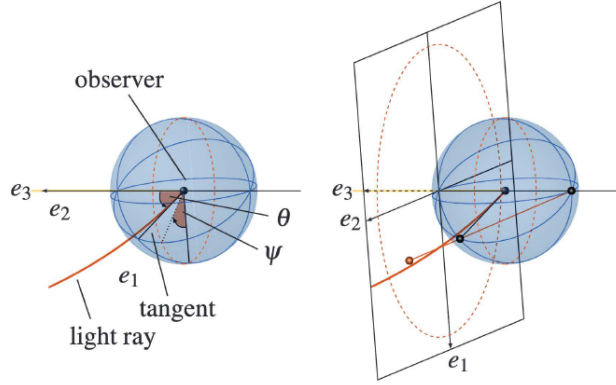 observer
e₃
e₂
θ
ψ
e₁
tangent
light ray
e₃
e₂
e₁